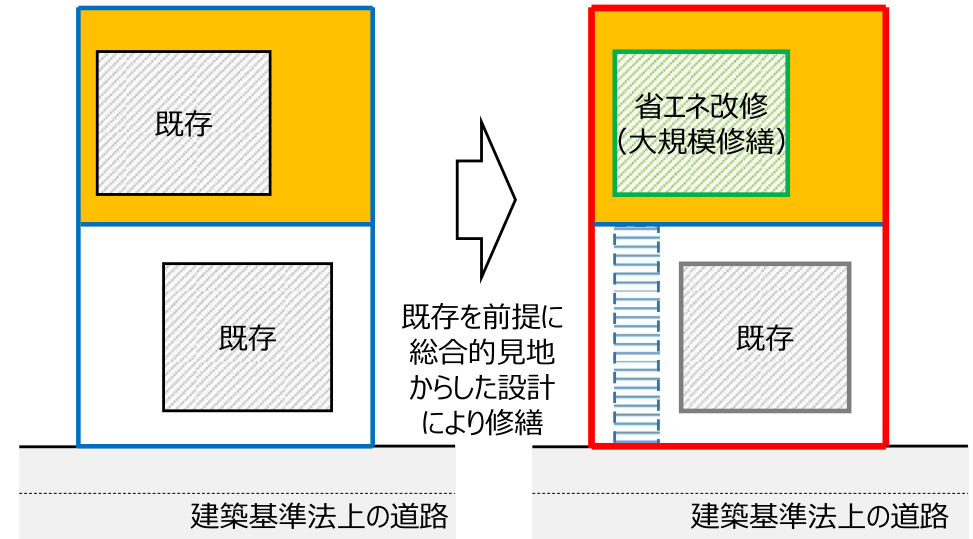 既存
既存
建築基準法上の道路
既存を前提に
総合的見地
からした設計
により修繕
省エネ改修
（大規模修繕）
既存
建築基準法上の道路